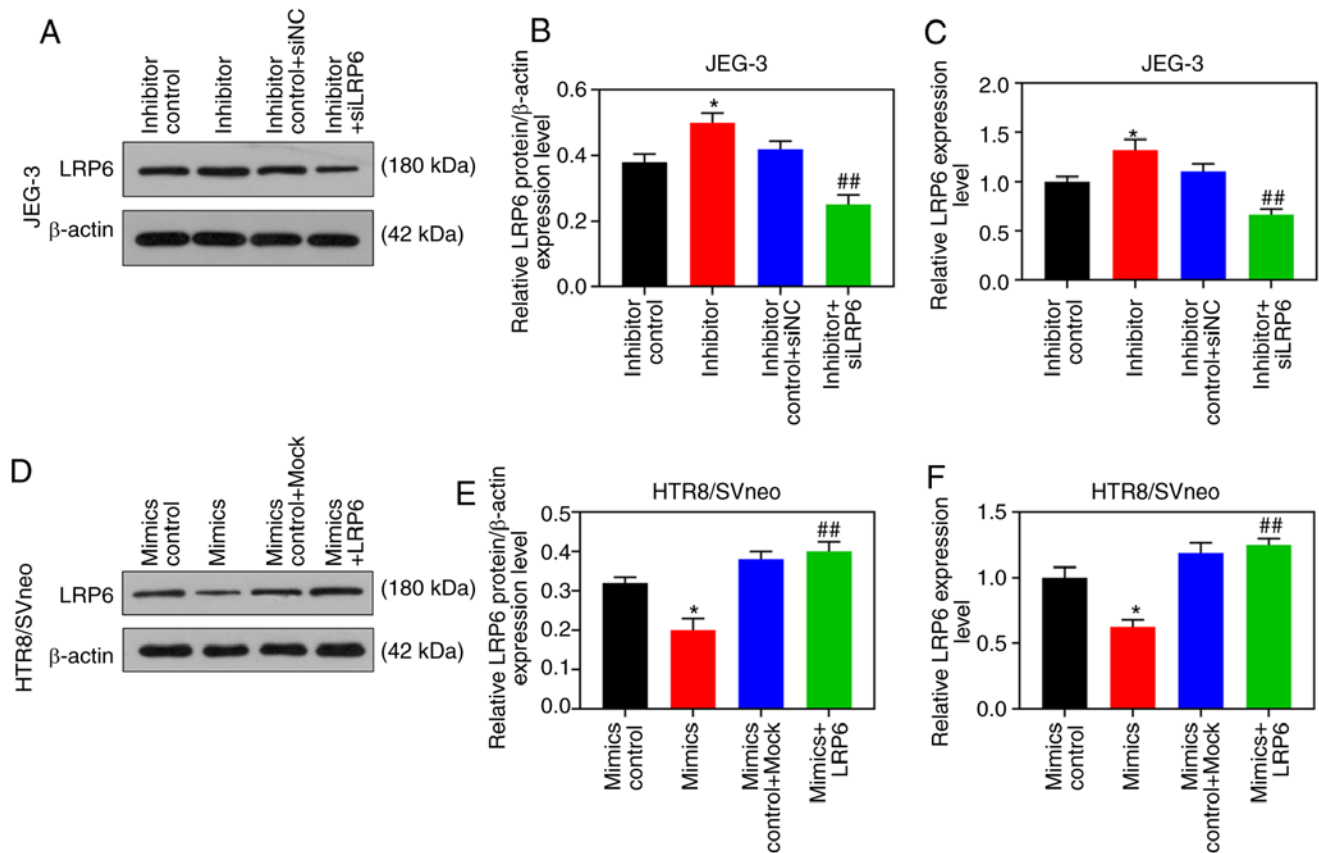 A
Inhibitor
control
Inhibitor
Inhibitor
control+siNC
Inhibitor
+siLRP6
JEG-3
LRP6
(180 kDa)
β-actin
(42 kDa)
B
JEG-3
Relative LRP6 protein/β-actin
expression level
0.6
0.4
0.2
0.0
*
##
Inhibitor
control
Inhibitor
Inhibitor
control+siNC
Inhibitor+
siLRP6
C
JEG-3
Relative LRP6 expression
level
2.0
1.5
1.0
0.5
0.0
*
##
Inhibitor
control
Inhibitor
Inhibitor
control+siNC
Inhibitor+
siLRP6
D
Mimics
control
Mimics
Mimics
control+Mock
Mimics
+LRP6
HTR8/SVneo
LRP6
(180 kDa)
β-actin
(42 kDa)
E
HTR8/SVneo
Relative LRP6 protein/β-actin
expression level
0.5
0.4
0.3
0.2
0.1
0.0
*
##
Mimics
control
Mimics
Mimics
control+Mock
Mimics+
LRP6
F
HTR8/SVneo
Relative LRP6 expression
level
1.5
1.0
0.5
0.0
*
##
Mimics
control
Mimics
Mimics
control+Mock
Mimics+
LRP6